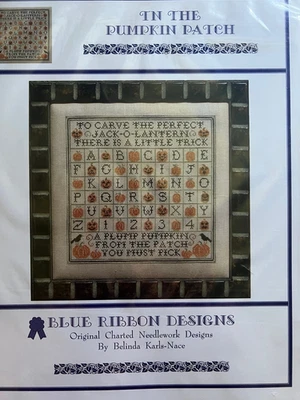 IN THE
PUMPKIN PATCH
TO CARVE THE PERFECT
JACK-O-LANTERN
THERE IS A LITTLE TRICK
A B C D E
F G H I J
K L M N O
P Q R S T
U V W X Y
Z 1 2 3 4
A PLUMP PUMPKIN
FROM THE PATCH
YOU MUST PICK
BLUE RIBBON DESIGNS
Original Charted Needlework Designs
By Belinda Karls-Nace